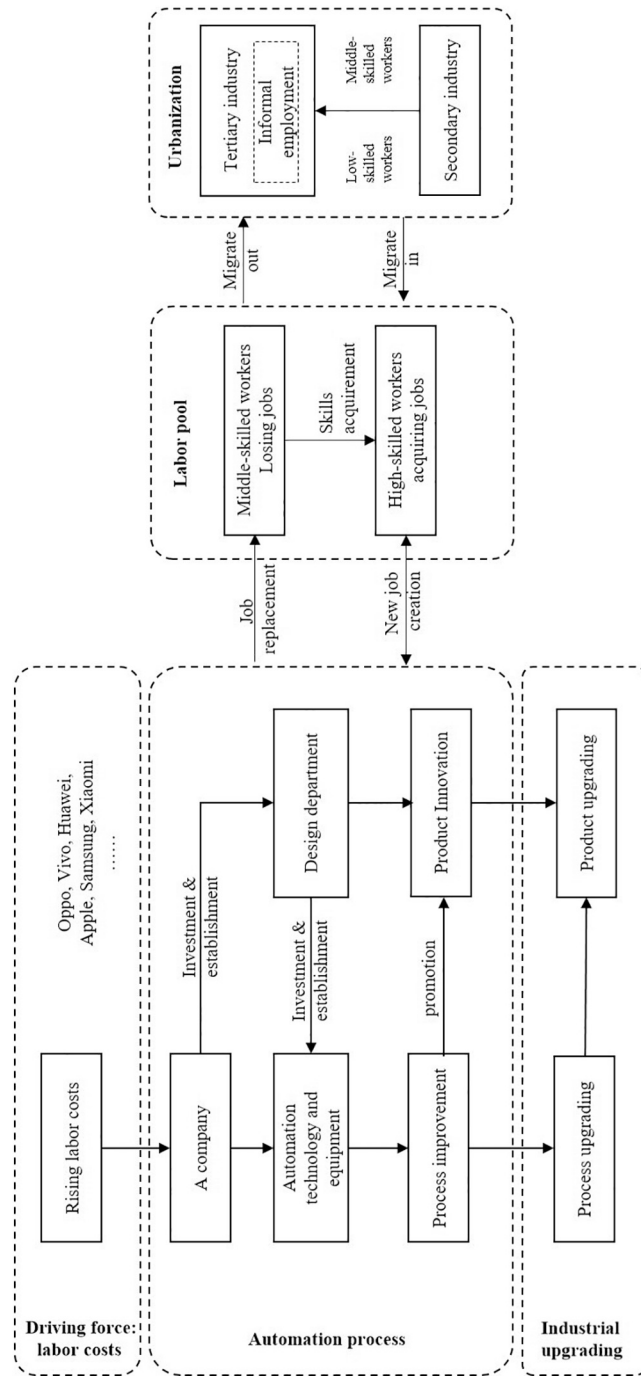 Driving force:
labor costs
Rising labor costs
Oppo, Vivo, Huawei,
Apple, Samsung, Xiaomi
......
Automation process
A company
Investment &
establishment
Automation
technology and
equipment
Investment &
establishment
Design department
Process improvement
promotion
Product Innovation
Industrial
upgrading
Process upgrading
Product upgrading
Job
replacement
New job
creation
Labor pool
Middle-skilled workers
Losing jobs
Skills
acquirement
High-skilled workers
acquiring jobs
Migrate
out
Migrate
in
Urbanization
Tertiary industry
Informal
employment
Low-
skilled
workers
Middle-
skilled
workers
Secondary industry